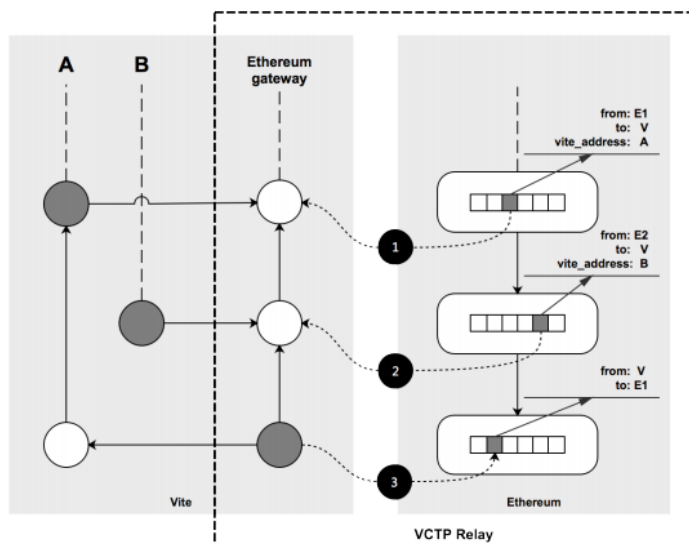 A
B
Ethereum
gateway
from: E1
to: V
vite_address: A
1
from: E2
to: V
vite_address: B
2
from: V
to: E1
3
Vite
Ethereum
VCTP Relay